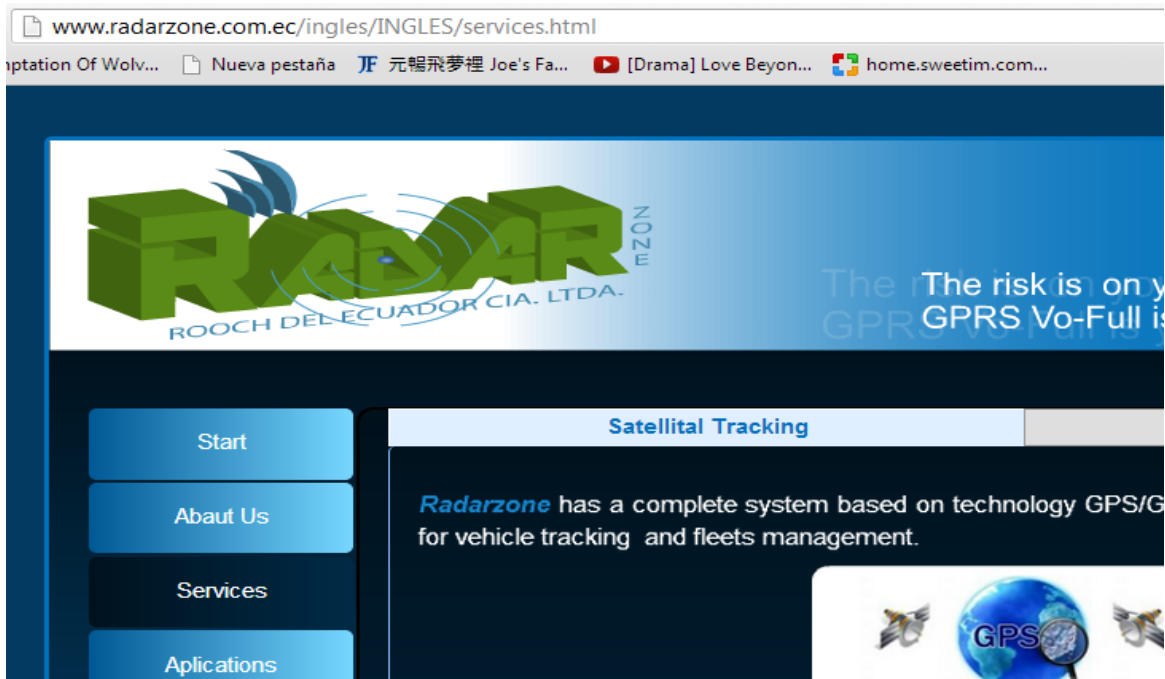 www.radarzone.com.ec/ingles/INGLES/services.html
nptation Of Wolv... Nueva pestaña JF 元暢飛夢裡 Joe's Fa... [Drama] Love Beyon... home.sweetim.com...
RADAR
ZONE
ROOCH DEL ECUADOR CIA. LTDA.
The risk is on y
GPRS Vo-Full is
Start
Satellital Tracking
Abaut Us
Radarzone has a complete system based on technology GPS/G
for vehicle tracking and fleets management.
Services
GPS
Aplications